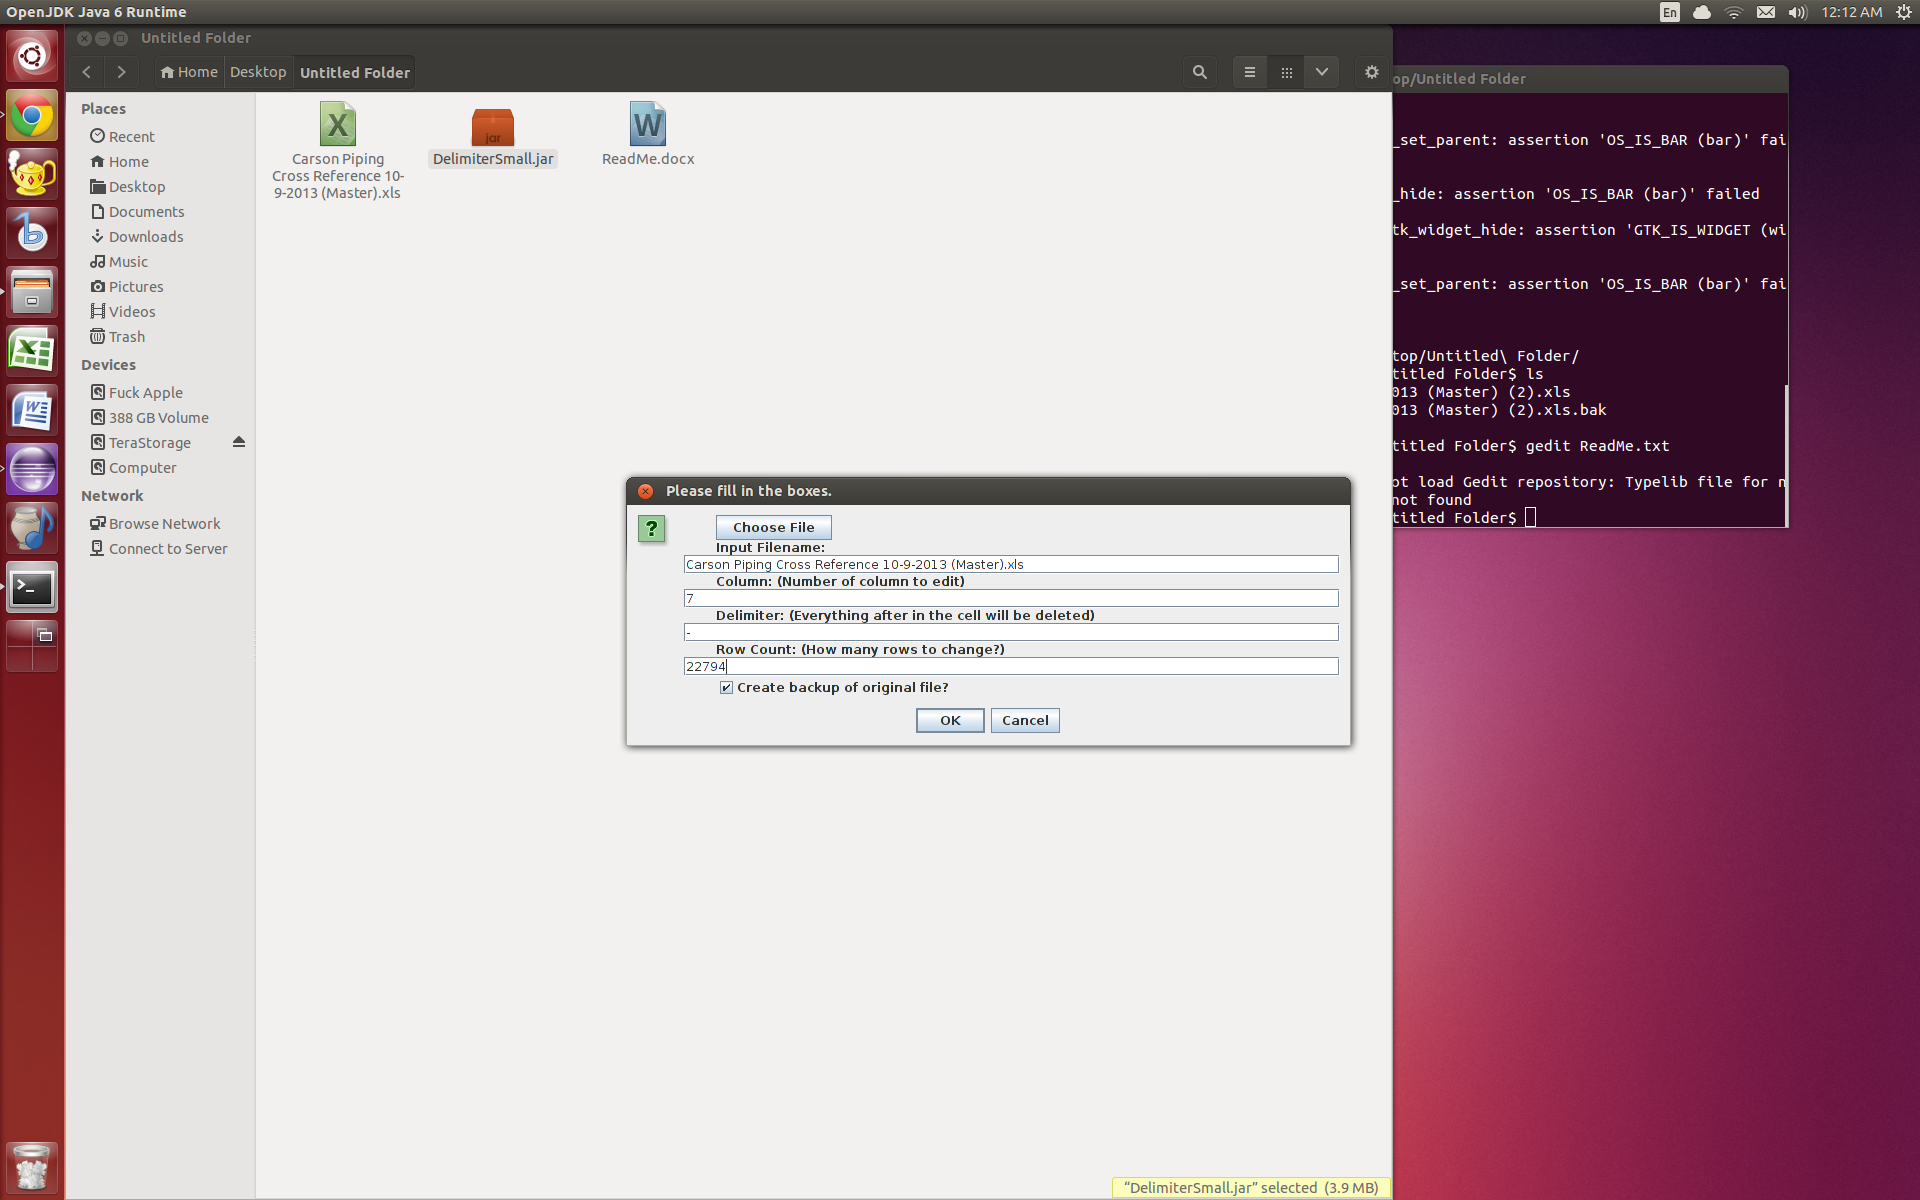 OpenJDK Java 6 Runtime
En
12:12 AM
Untitled Folder
Home
Desktop
Untitled Folder
Places
Recent
Home
Desktop
Documents
Downloads
Music
Pictures
Videos
Trash
Devices
Fuck Apple
388 GB Volume
TeraStorage
Computer
Network
Browse Network
Connect to Server
X
Carson Piping
Cross Reference 10-
9-2013 (Master).xls
jar
DelimiterSmall.jar
W
ReadMe.docx
op/Untitled Folder
_set_parent: assertion 'OS_IS_BAR (bar)' fai
_hide: assertion 'OS_IS_BAR (bar)' failed
tk_widget_hide: assertion 'GTK_IS_WIDGET (wi
_set_parent: assertion 'OS_IS_BAR (bar)' fai
top/Untitled\ Folder/
titled Folder$ ls
013 (Master) (2).xls
013 (Master) (2).xls.bak
titled Folder$ gedit ReadMe.txt
ot load Gedit repository: Typelib file for n
not found
titled Folder$
Please fill in the boxes.
?
Choose File
Input Filename:
Carson Piping Cross Reference 10-9-2013 (Master).xls
Column: (Number of column to edit)
7
Delimiter: (Everything after in the cell will be deleted)
-
Row Count: (How many rows to change?)
22794
Create backup of original file?
OK
Cancel
"DelimiterSmall.jar" selected (3.9 MB)